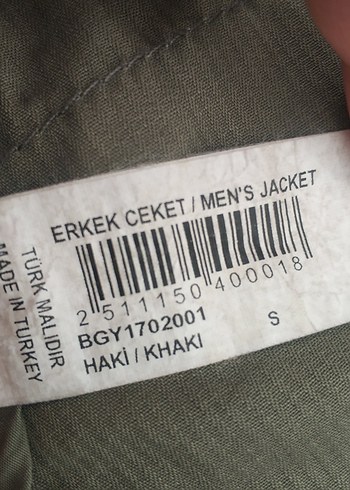 ERKEK CEKET / MEN'S JACKET
2 511150 400018
BGY1702001
S
HAKİ / KHAKI
TÜRK MALIDIR
MADE IN TURKEY